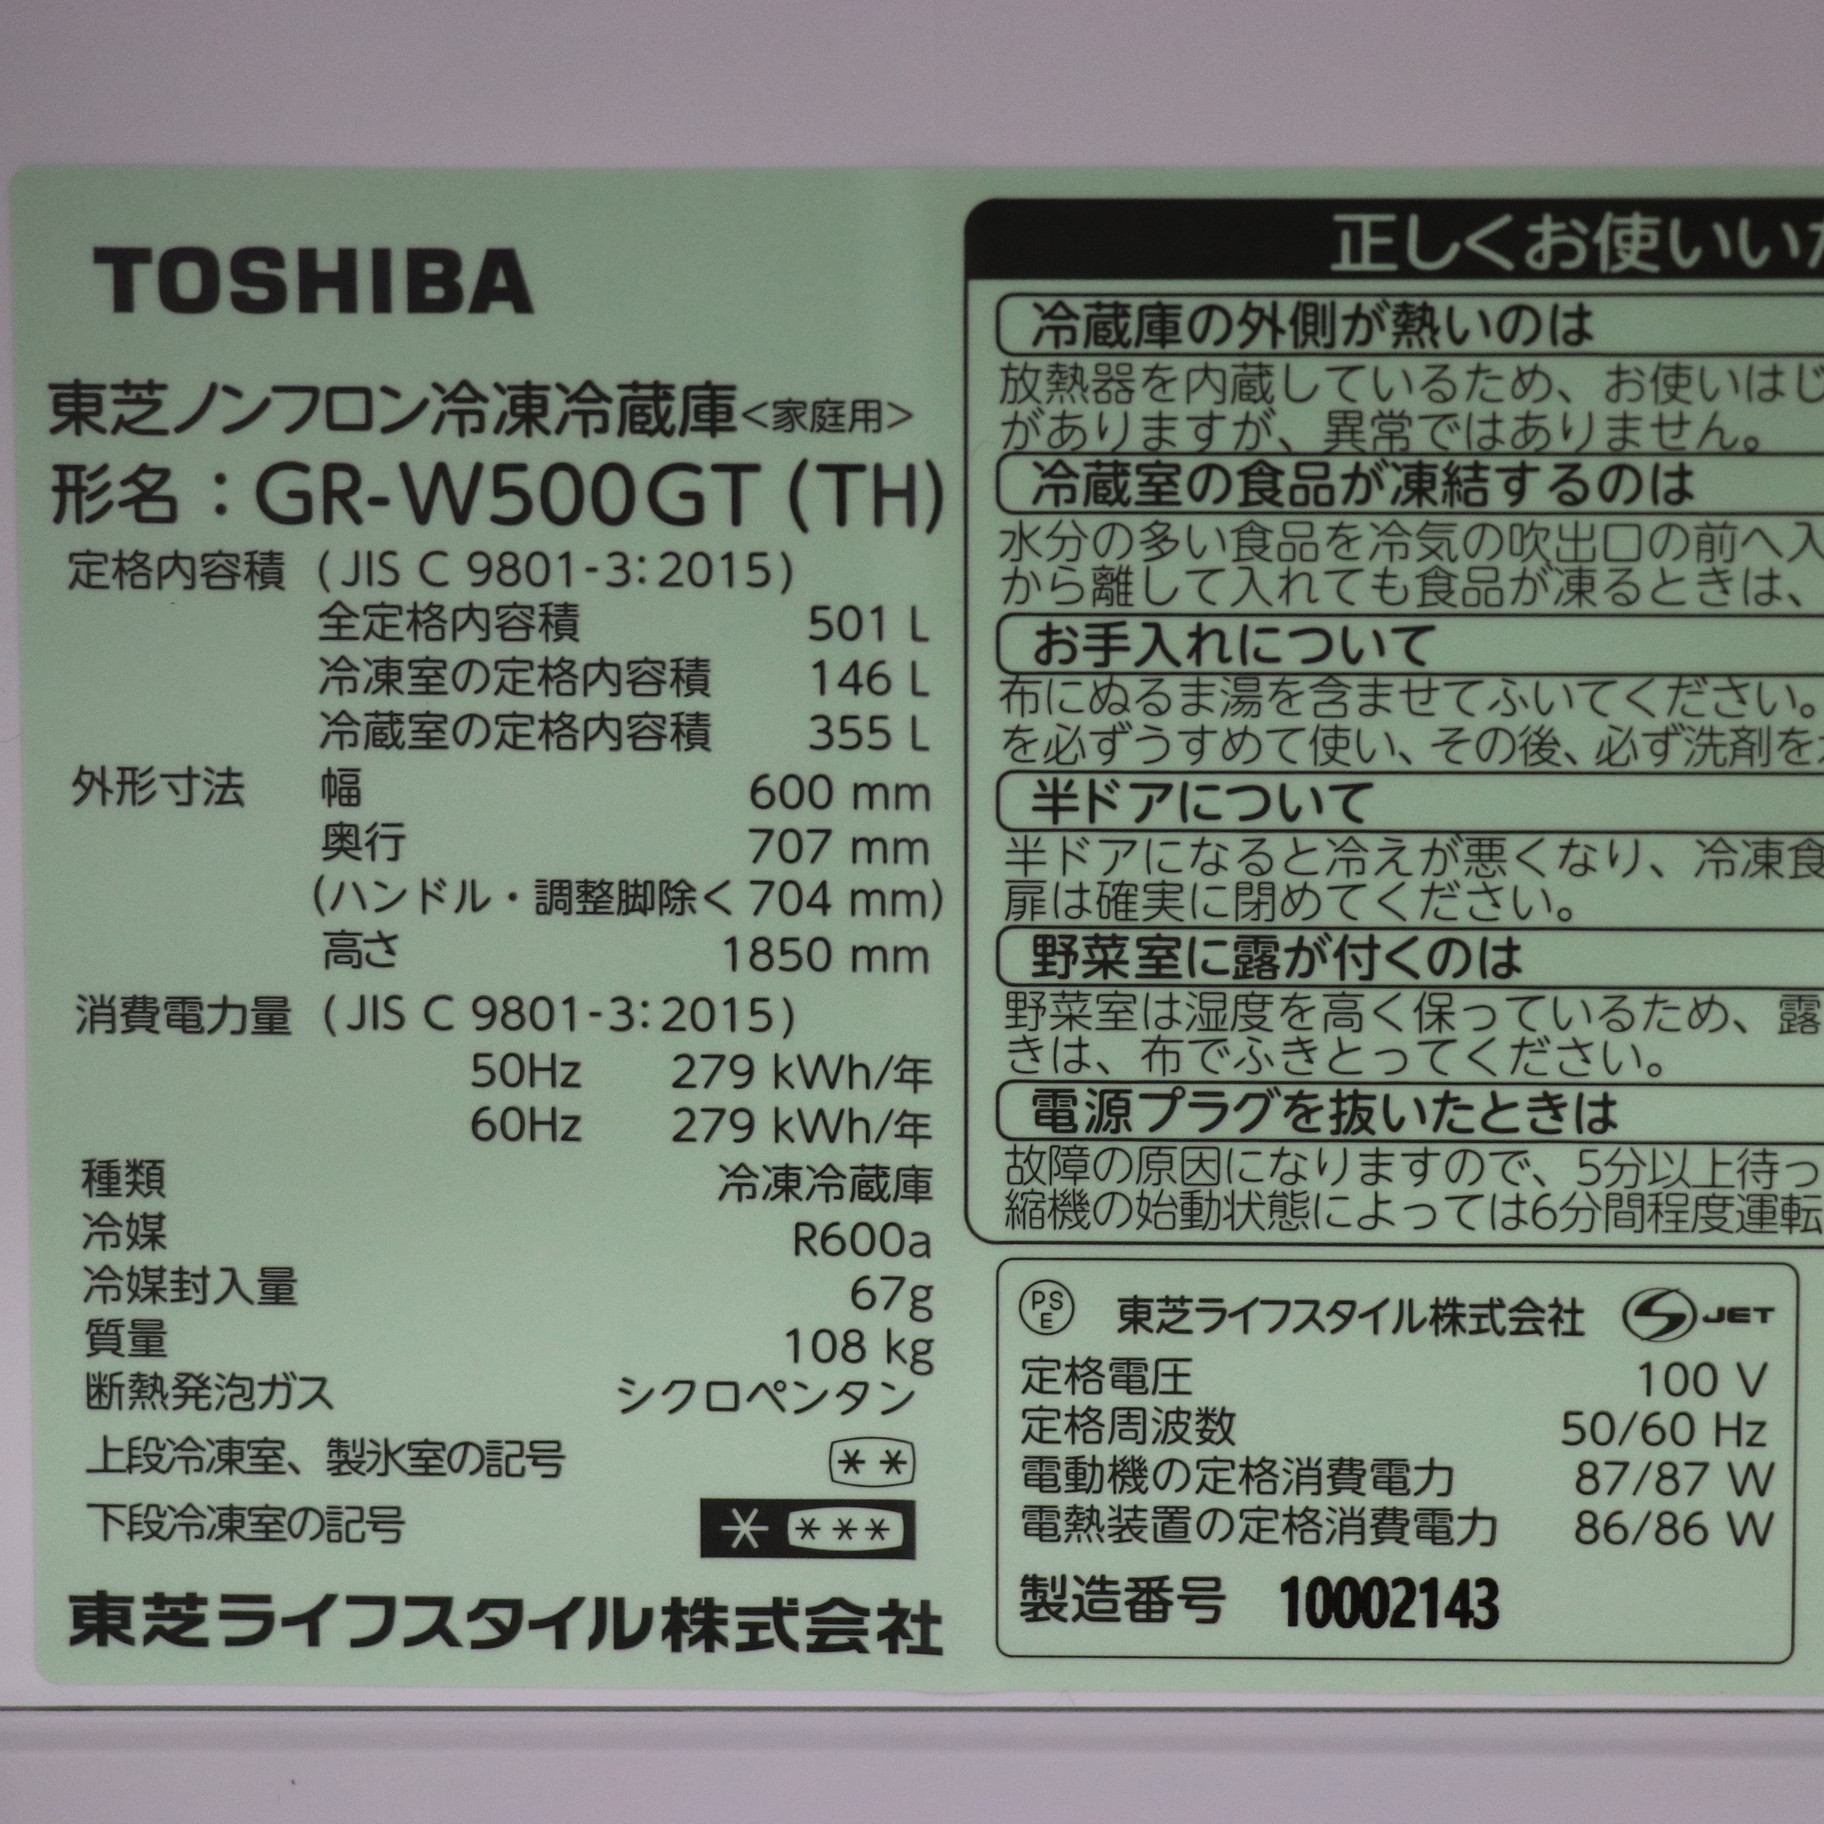 TOSHIBA
東芝ノンフロン冷凍冷蔵庫<家庭用>
形名：GR-W500GT (TH)
定格内容積 (JIS C 9801-3:2015)
全定格内容積 501 L
冷凍室の定格内容積 146 L
冷蔵室の定格内容積 355 L
外形寸法 幅 600 mm
奥行 707 mm
(ハンドル・調整脚除く 704 mm)
高さ 1850 mm
消費電力量 (JIS C 9801-3:2015)
50Hz 279 kWh/年
60Hz 279 kWh/年
種類 冷凍冷蔵庫
冷媒 R600a
冷媒封入量 67g
質量 108 kg
断熱発泡ガス シクロペンタン
上段冷凍室、製氷室の記号 **
下段冷凍室の記号 * ***
東芝ライフスタイル株式会社
正しくお使いいた
冷蔵庫の外側が熱いのは
放熱器を内蔵しているため、お使いはじ
がありますが、異常ではありません。
冷蔵室の食品が凍結するのは
水分の多い食品を冷気の吹出口の前へ入
から離して入れても食品が凍るときは、
お手入れについて
布にぬるま湯を含ませてふいてください。
を必ずうすめて使い、その後、必ず洗剤を
半ドアについて
半ドアになると冷えが悪くなり、冷凍食
扉は確実に閉めてください。
野菜室に露が付くのは
野菜室は湿度を高く保っているため、露
きは、布でふきとってください。
電源プラグを抜いたときは
故障の原因になりますので、5分以上待っ
縮機の始動状態によっては6分間程度運転
PSE 東芝ライフスタイル株式会社 JET
定格電圧 100 V
定格周波数 50/60 Hz
電動機の定格消費電力 87/87 W
電熱装置の定格消費電力 86/86 W
製造番号 10002143